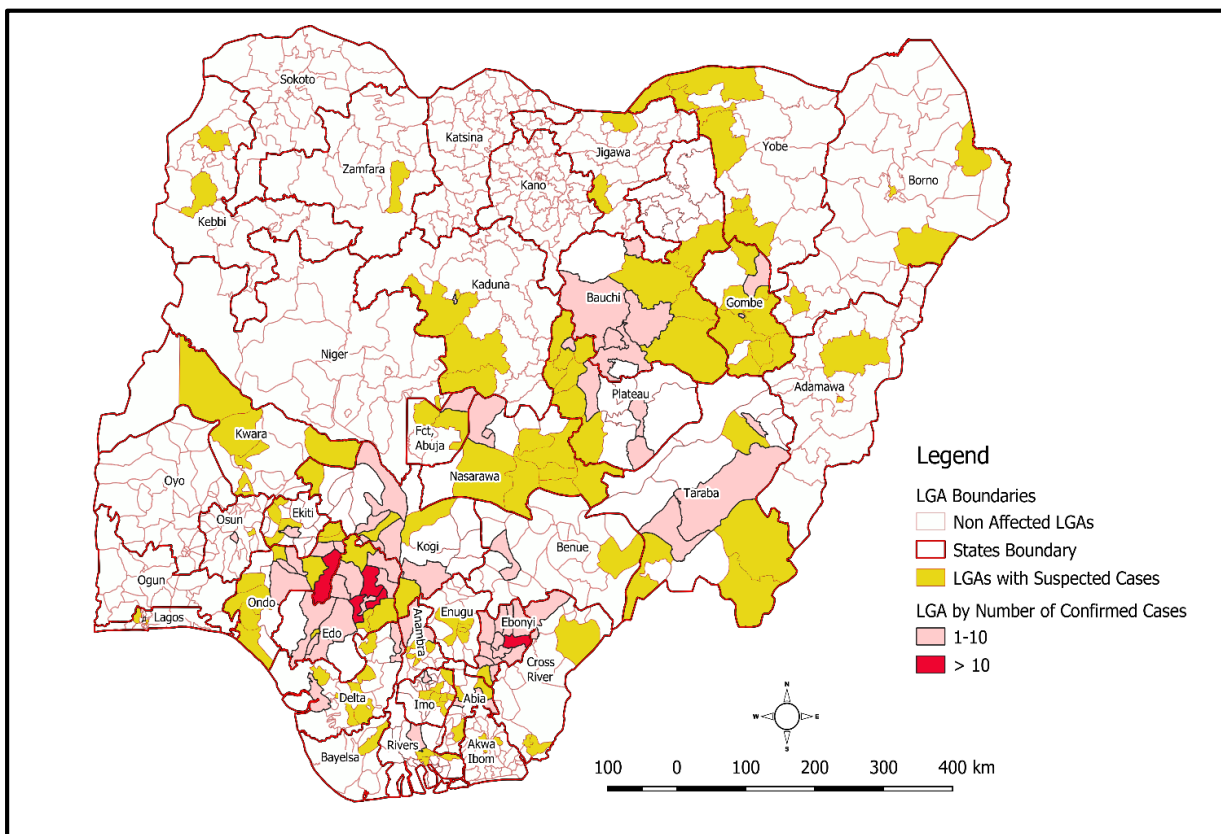 Sokoto
Katsina
Zamfara
Jigawa
Yobe
Kano
Borno
Kebbi
Kaduna
Bauchi
Gombe
Niger
Plateau
Adamawa
Fct,
Abuja
Kwara
Nasarawa
Oyo
Taraba
Osun
Ekiti
Kogi
Benue
Ogun
Ondo
Lagos
Edo
Anambra
Enugu
Ebonyi
Cross
River
Delta
Imo
Abia
Bayelsa
Rivers
Akwa
Ibom
Legend
LGA Boundaries
Non Affected LGAs
States Boundary
LGAs with Suspected Cases
LGA by Number of Confirmed Cases
1-10
> 10
N
W E
S
100 0 100 200 300 400 km